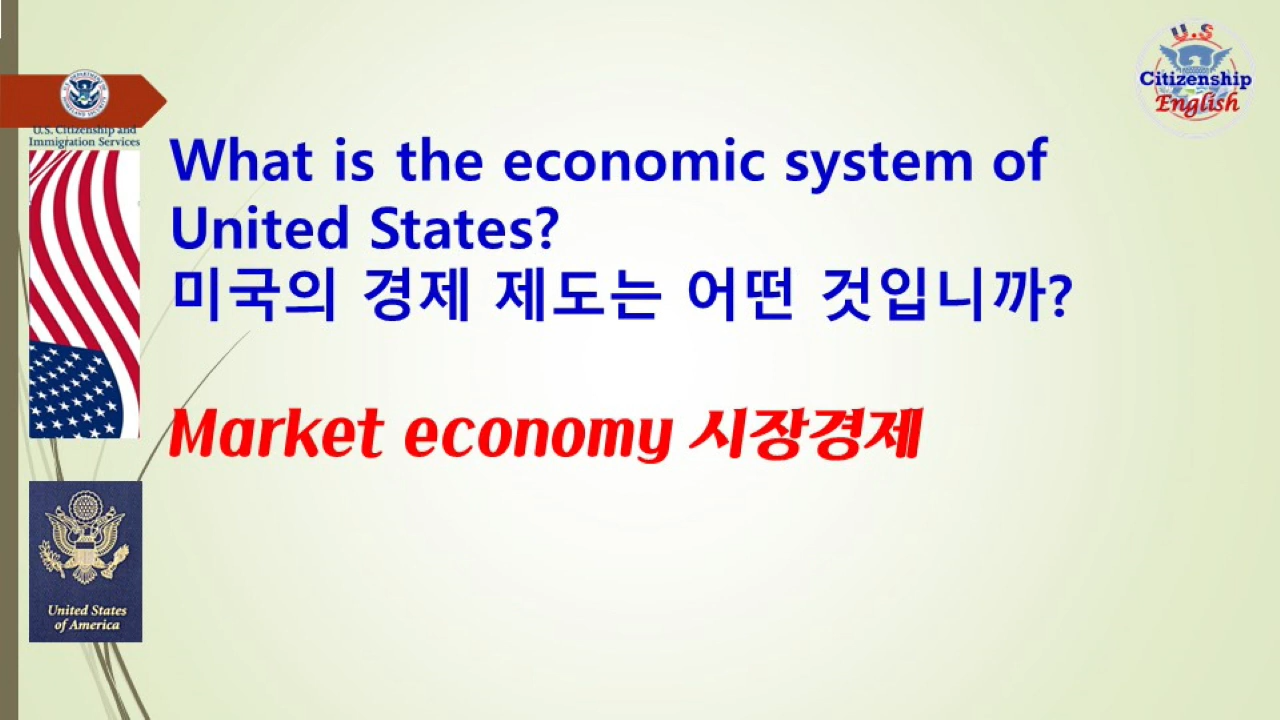 U.S
Citizenship
English
U.S. Citizenship and
Immigration Services
What is the economic system of
United States?
미국의 경제 제도는 어떤 것입니까?
Market economy 시장경제
United States
of America